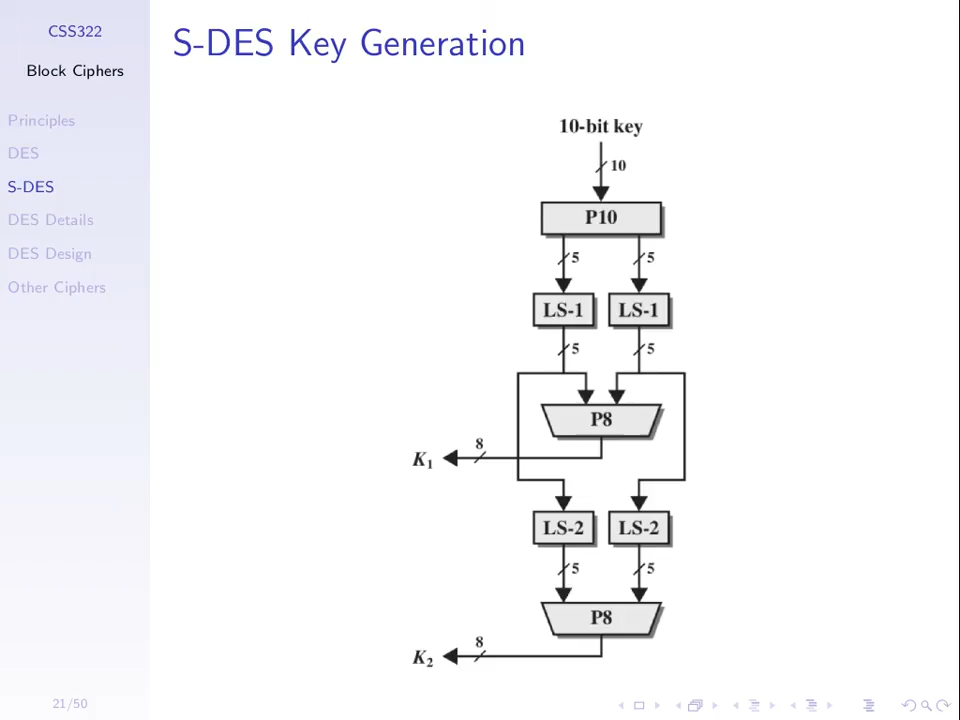 CSS322
Block Ciphers
Principles
DES
S-DES
DES Details
DES Design
Other Ciphers
21/50
S-DES Key Generation
10-bit key
10
P10
5 5
LS-1 LS-1
5 5
P8
8
K1
LS-2 LS-2
5 5
P8
8
K2